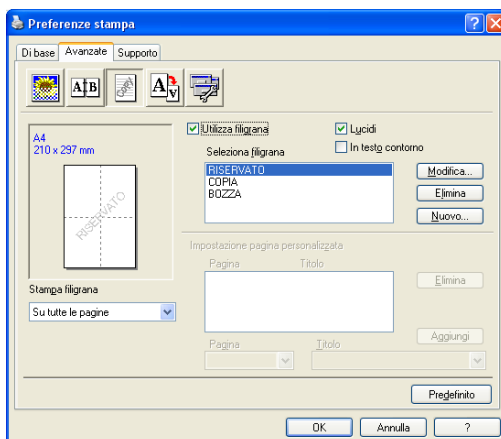 Preferenze stampa
Di base Avanzate Supporto
A B COPY A A
A4
210 x 297 mm
RISERVATO
Stampa filigrana
Su tutte le pagine
Utilizza filigrana
Lucidi
Seleziona filigrana
In testo contorno
RISERVATO
COPIA
BOZZA
Modifica...
Elimina
Nuovo...
Impostazione pagina personalizzata
Pagina Titolo
Elimina
Aggiungi
Pagina Titolo
Predefinito
OK Annulla ?